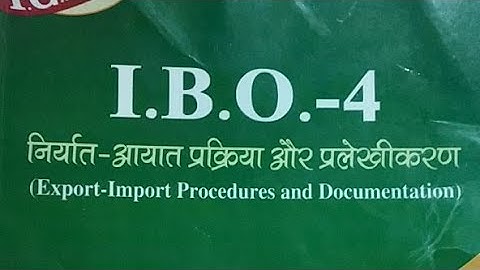 I.B.O.-4
निर्यात-आयात प्रक्रिया और प्रलेखीकरण
(Export-Import Procedures and Documentation)